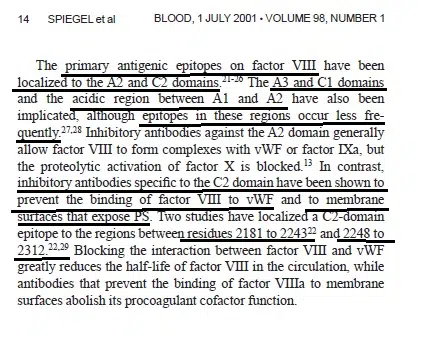 14 SPIEGEL et al BLOOD, 1 JULY 2001 • VOLUME 98, NUMBER 1
The primary antigenic epitopes on factor VIII have been
localized to the A2 and C2 domains.21-26 The A3 and C1 domains
and the acidic region between A1 and A2 have also been
implicated, although epitopes in these regions occur less fre-
quently.27,28 Inhibitory antibodies against the A2 domain generally
allow factor VIII to form complexes with vWF or factor IXa, but
the proteolytic activation of factor X is blocked.13 In contrast,
inhibitory antibodies specific to the C2 domain have been shown to
prevent the binding of factor VIII to vWF and to membrane
surfaces that expose PS. Two studies have localized a C2-domain
epitope to the regions between residues 2181 to 224322 and 2248 to
2312.22,29 Blocking the interaction between factor VIII and vWF
greatly reduces the half-life of factor VIII in the circulation, while
antibodies that prevent the binding of factor VIIIa to membrane
surfaces abolish its procoagulant cofactor function.